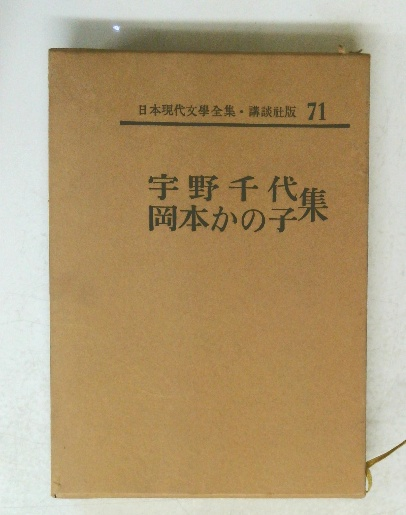 日本現代文學全集・講談社版 71
宇野千代
岡本かの子集